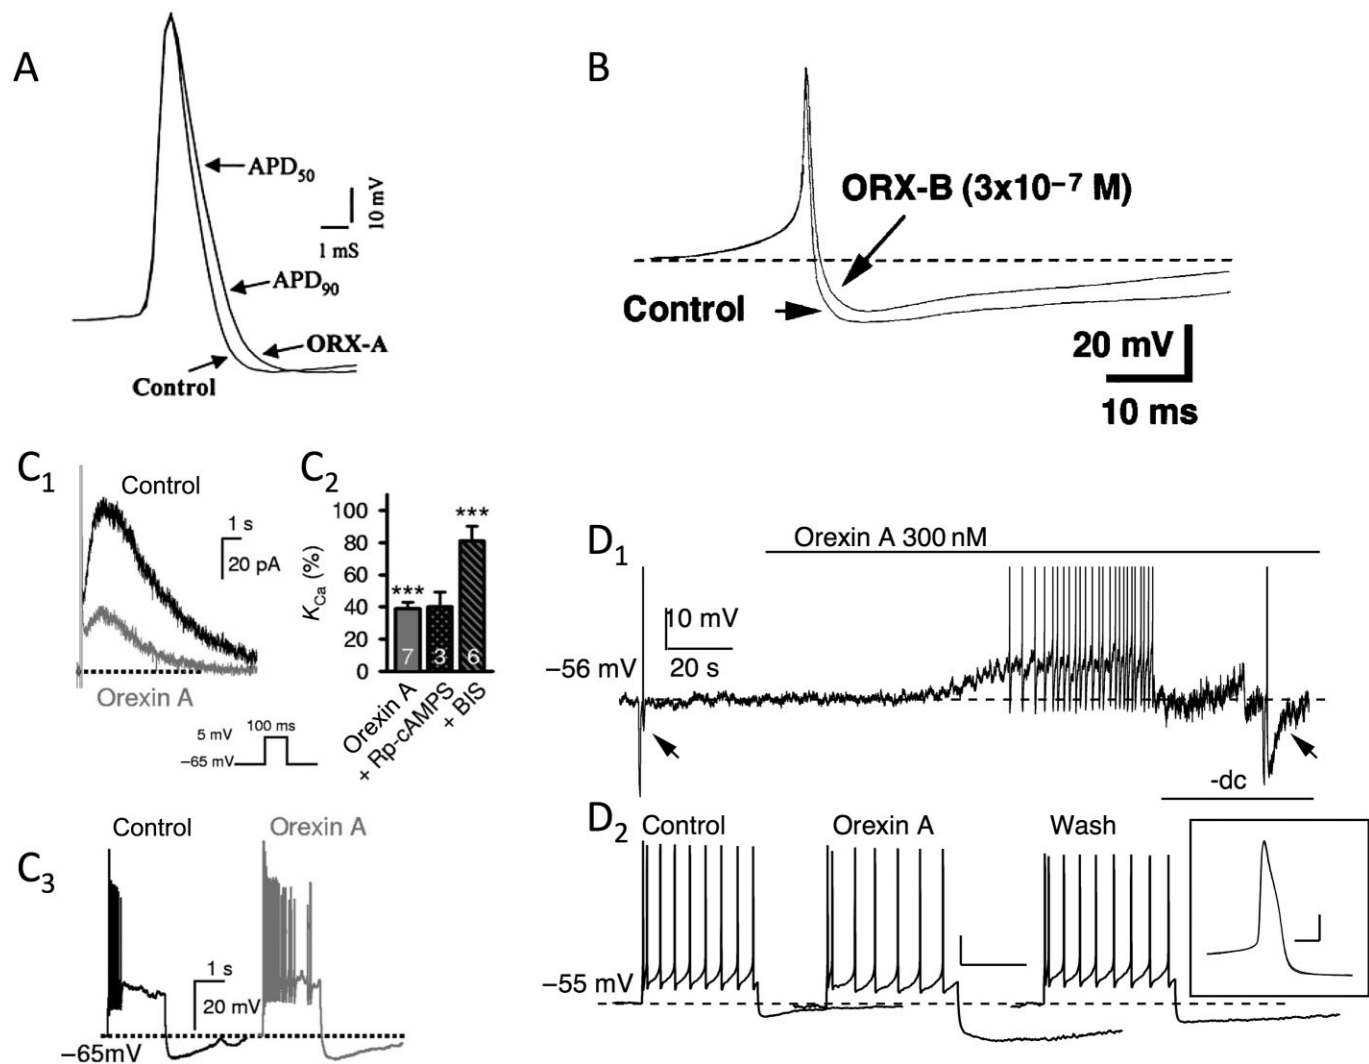 A
APD50
10 mV
1 mS
APD90
ORX-A
Control
B
ORX-B (3x10⁻⁷ M)
Control
20 mV
10 ms
C1
Control
1 s
20 pA
Orexin A
5 mV
100 ms
−65 mV
C2
***
***
100
80
60
40
20
0
KCa (%)
7
3
6
Orexin A
+ Rp-cAMPS
+ BIS
C3
Control
Orexin A
1 s
20 mV
−65mV
D1
Orexin A 300 nM
10 mV
20 s
−56 mV
-dc
D2
Control
Orexin A
Wash
−55 mV